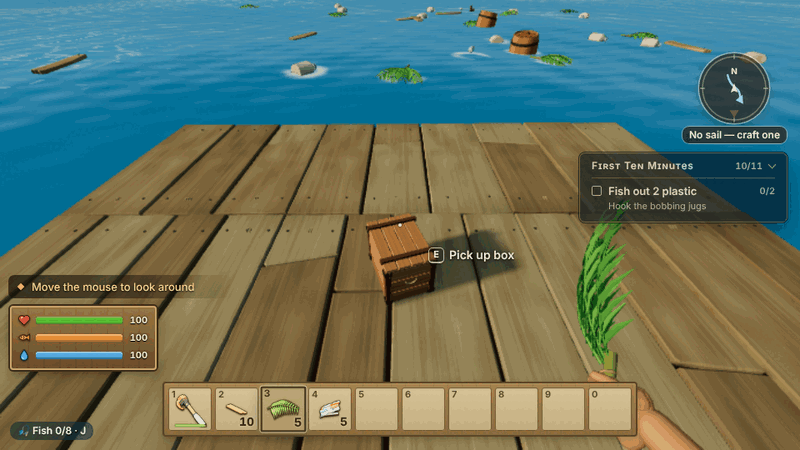 N
No sail — craft one
First Ten Minutes 10/11
Fish out 2 plastic 0/2
Hook the bobbing jugs
E Pick up box
Move the mouse to look around
100
100
100
1 2 3 4 5 6 7 8 9 0
10 5 5
Fish 0/8 · J